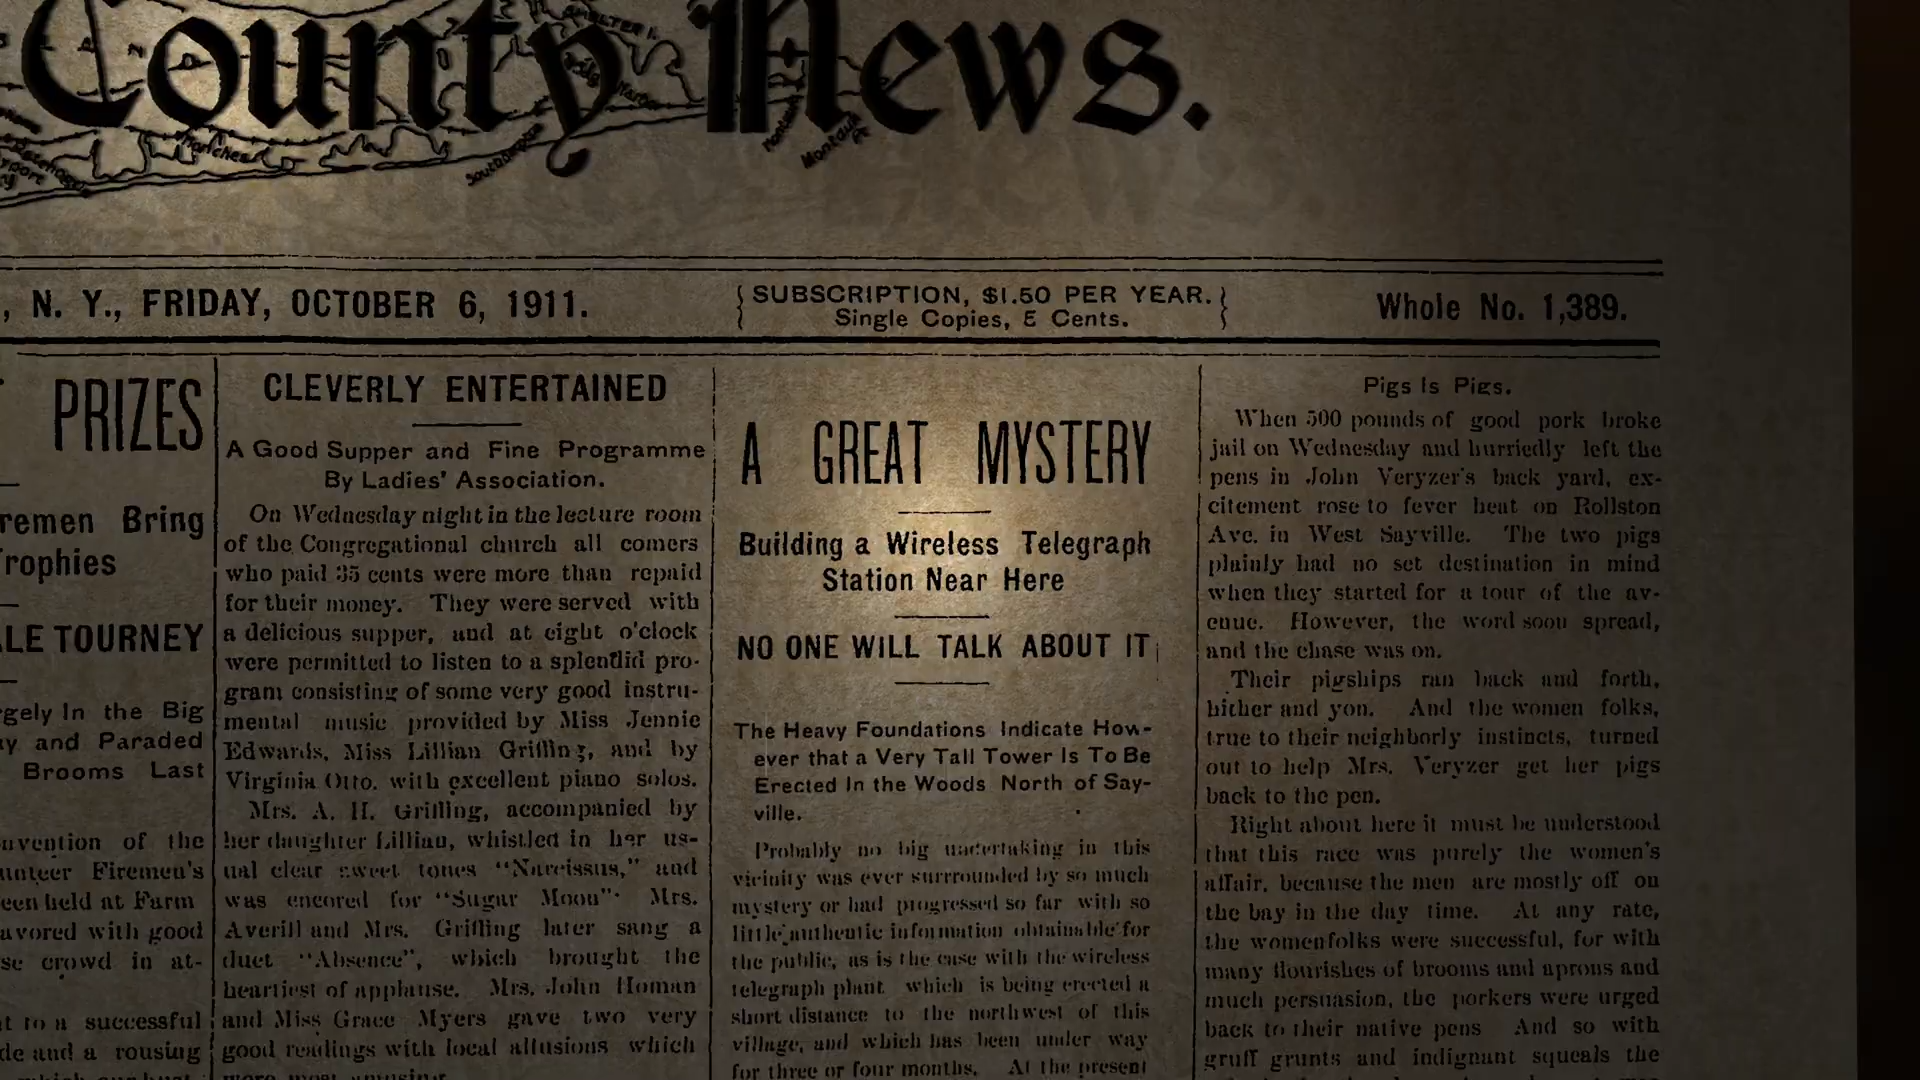 County News.
SHELTER I.
Manches
Southampton
Montauk
Pt
, N. Y., FRIDAY, OCTOBER 6, 1911.
SUBSCRIPTION, $1.50 PER YEAR.
Single Copies, 5 Cents.
Whole No. 1,389.
PRIZES
remen Bring
rophies
LE TOURNEY
rgely In the Big
ay and Paraded
Brooms Last
nvention of the
unteer Firemen's
een held at Farm
avored with good
se crowd in at-
t to a successful
de and a rousing
CLEVERLY ENTERTAINED
A Good Supper and Fine Programme
By Ladies' Association.
On Wednesday night in the lecture room
of the Congregational church all comers
who paid 35 cents were more than repaid
for their money. They were served with
a delicious supper, and at eight o'clock
were permitted to listen to a splendid pro-
gram consisting of some very good instru-
mental music provided by Miss Jennie
Edwards, Miss Lillian Griffing, and by
Virginia Otto, with excellent piano solos.
Mrs. A. H. Griffing, accompanied by
her daughter Lillian, whistled in her us-
ual clear sweet tones "Narcissus," and
was encored for "Sugar Moon". Mrs.
Averill and Mrs. Griffing later sang a
duet "Absence", which brought the
heartiest of applause. Mrs. John Homan
and Miss Grace Myers gave two very
good readings with local allusions which
were most amusing.
A GREAT MYSTERY
Building a Wireless Telegraph
Station Near Here
NO ONE WILL TALK ABOUT IT
The Heavy Foundations Indicate How-
ever that a Very Tall Tower Is To Be
Erected In the Woods North of Say-
ville.
Probably no big undertaking in this
vicinity was ever surrrounded by so much
mystery or had progressed so far with so
little authentic information obtainable for
the public, as is the case with the wireless
telegraph plant which is being erected a
short distance to the northwest of this
village, and which has been under way
for three or four months. At the present
Pigs Is Pigs.
When 500 pounds of good pork broke
jail on Wednesday and hurriedly left the
pens in John Veryzer's back yard, ex-
citement rose to fever heat on Rollston
Ave. in West Sayville. The two pigs
plainly had no set destination in mind
when they started for a tour of the av-
enue. However, the word soon spread,
and the chase was on.
Their pigships ran back and forth,
hither and yon. And the women folks,
true to their neighborly instincts, turned
out to help Mrs. Veryzer get her pigs
back to the pen.
Right about here it must be understood
that this race was purely the women's
affair, because the men are mostly off on
the bay in the day time. At any rate,
the womenfolks were successful, for with
many flourishes of brooms and aprons and
much persuasion, the porkers were urged
back to their native pens And so with
gruff grunts and indignant squeals the